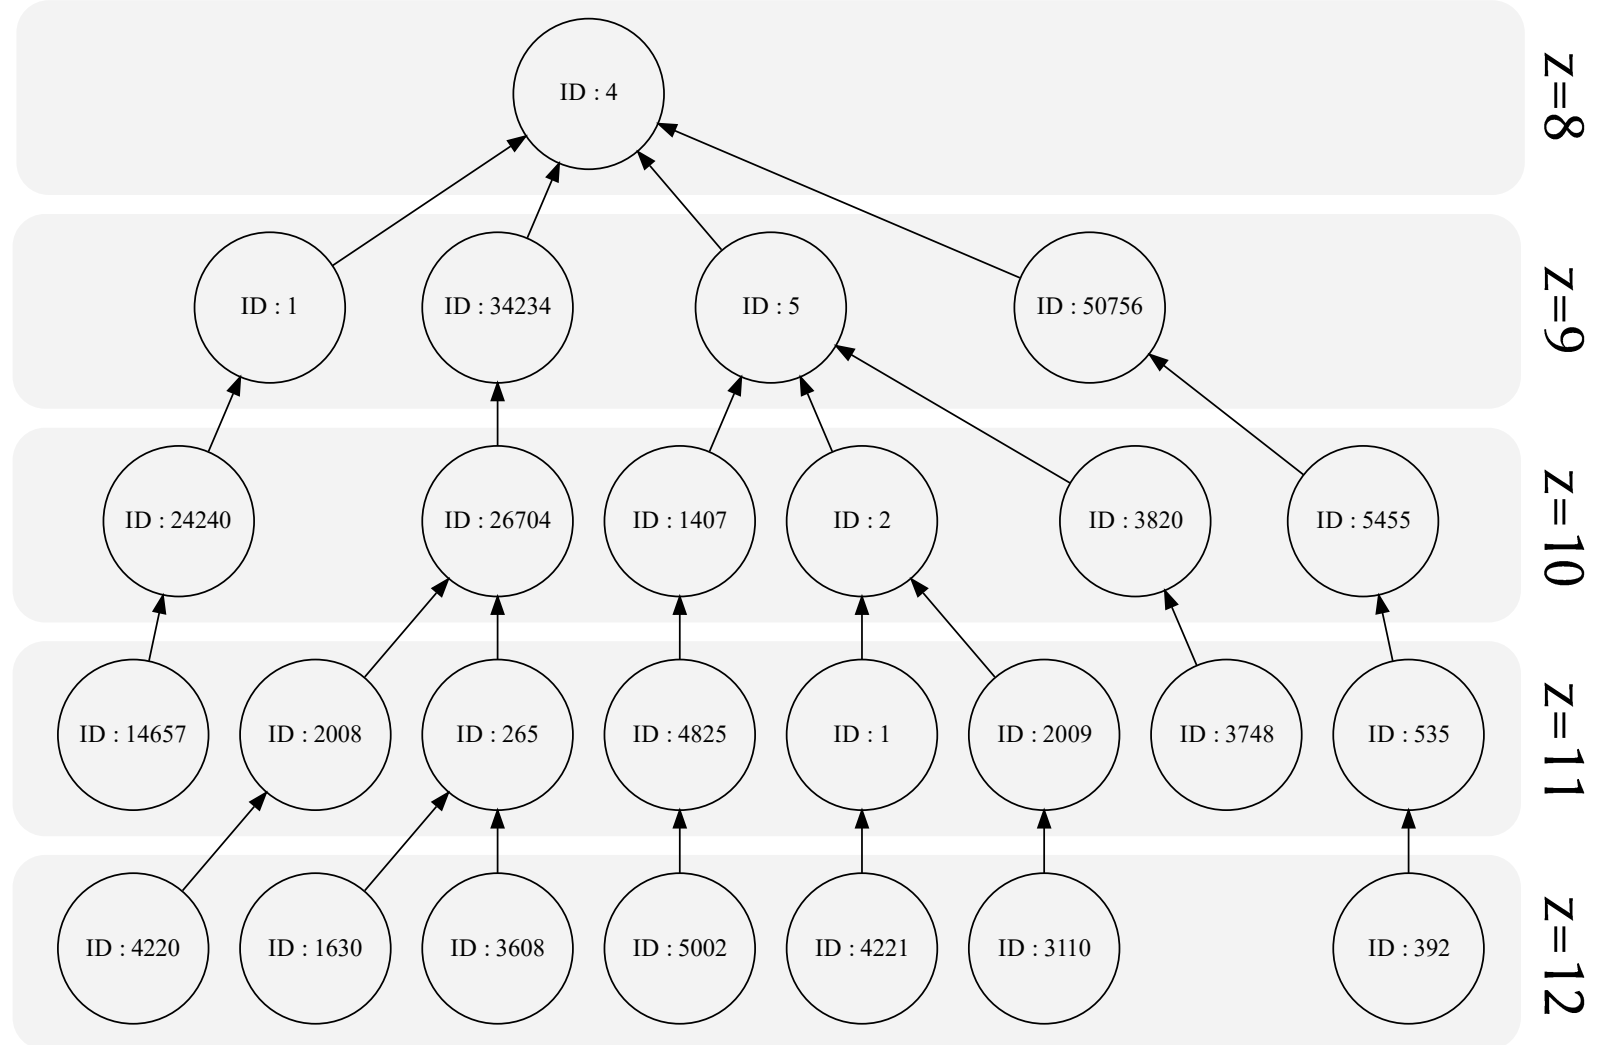 ID : 4
z=8
ID : 1
ID : 34234
ID : 5
ID : 50756
z=9
ID : 24240
ID : 26704
ID : 1407
ID : 2
ID : 3820
ID : 5455
z=10
ID : 14657
ID : 2008
ID : 265
ID : 4825
ID : 1
ID : 2009
ID : 3748
ID : 535
z=11
ID : 4220
ID : 1630
ID : 3608
ID : 5002
ID : 4221
ID : 3110
ID : 392
z=12